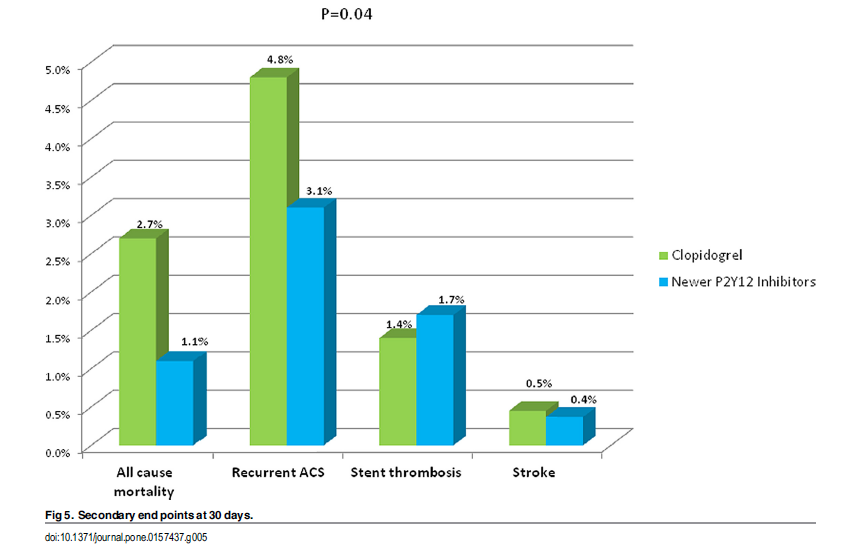 P=0.04
5.0%
4.5%
4.0%
3.5%
3.0%
2.5%
2.0%
1.5%
1.0%
0.5%
0.0%
2.7%
1.1%
4.8%
3.1%
1.4%
1.7%
0.5%
0.4%
All cause
mortality
Recurrent ACS
Stent thrombosis
Stroke
Clopidogrel
Newer P2Y12 Inhibitors
Fig 5. Secondary end points at 30 days.
doi:10.1371/journal.pone.0157437.g005